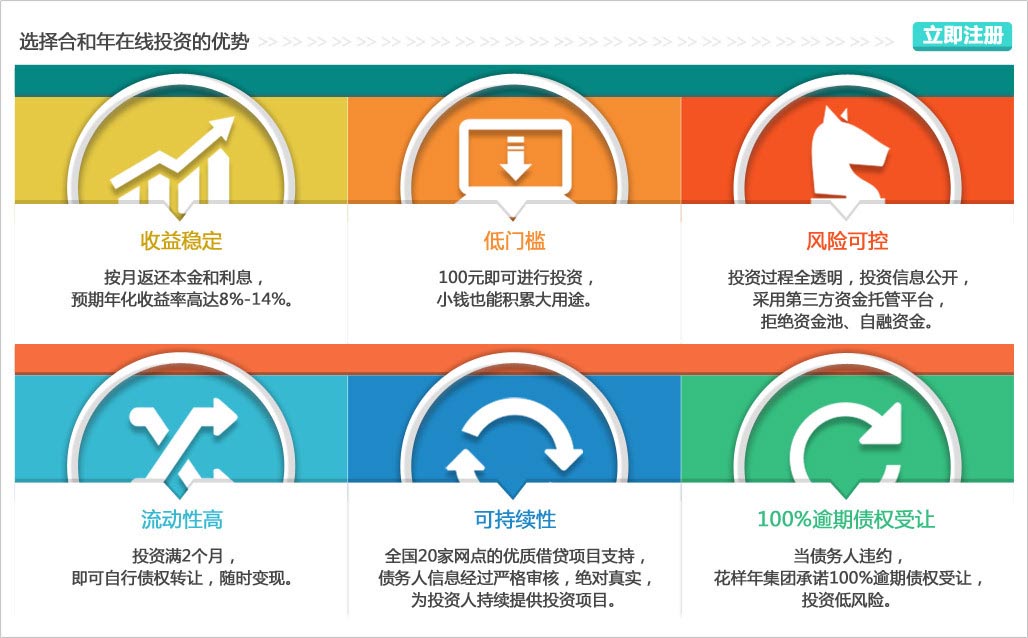 选择合和年在线投资的优势
立即注册
收益稳定
按月返还本金和利息，
预期年化收益率高达8%-14%。
低门槛
100元即可进行投资，
小钱也能积累大用途。
风险可控
投资过程全透明，投资信息公开，
采用第三方资金托管平台，
拒绝资金池、自融资金。
流动性高
投资满2个月，
即可自行债权转让，随时变现。
可持续性
全国20家网点的优质借贷项目支持，
债务人信息经过严格审核，绝对真实，
为投资人持续提供投资项目。
100%逾期债权受让
当债务人违约，
花样年集团承诺100%逾期债权受让，
投资低风险。